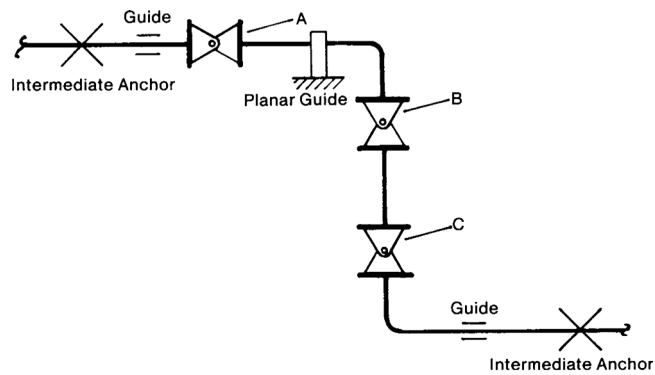 Guide
A
Intermediate Anchor
Planar Guide
B
C
Guide
Intermediate Anchor